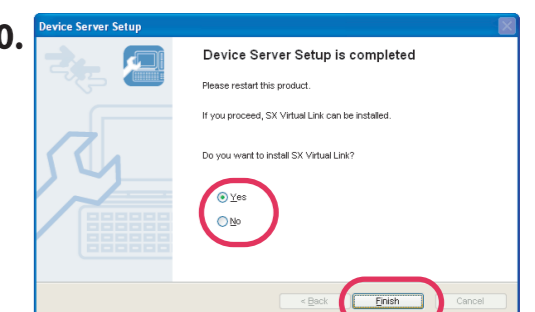 0.
Device Server Setup
Device Server Setup is completed
Please restart this product.
If you proceed, SX Virtual Link can be installed.
Do you want to install SX Virtual Link?
Yes
No
< Back Finish Cancel